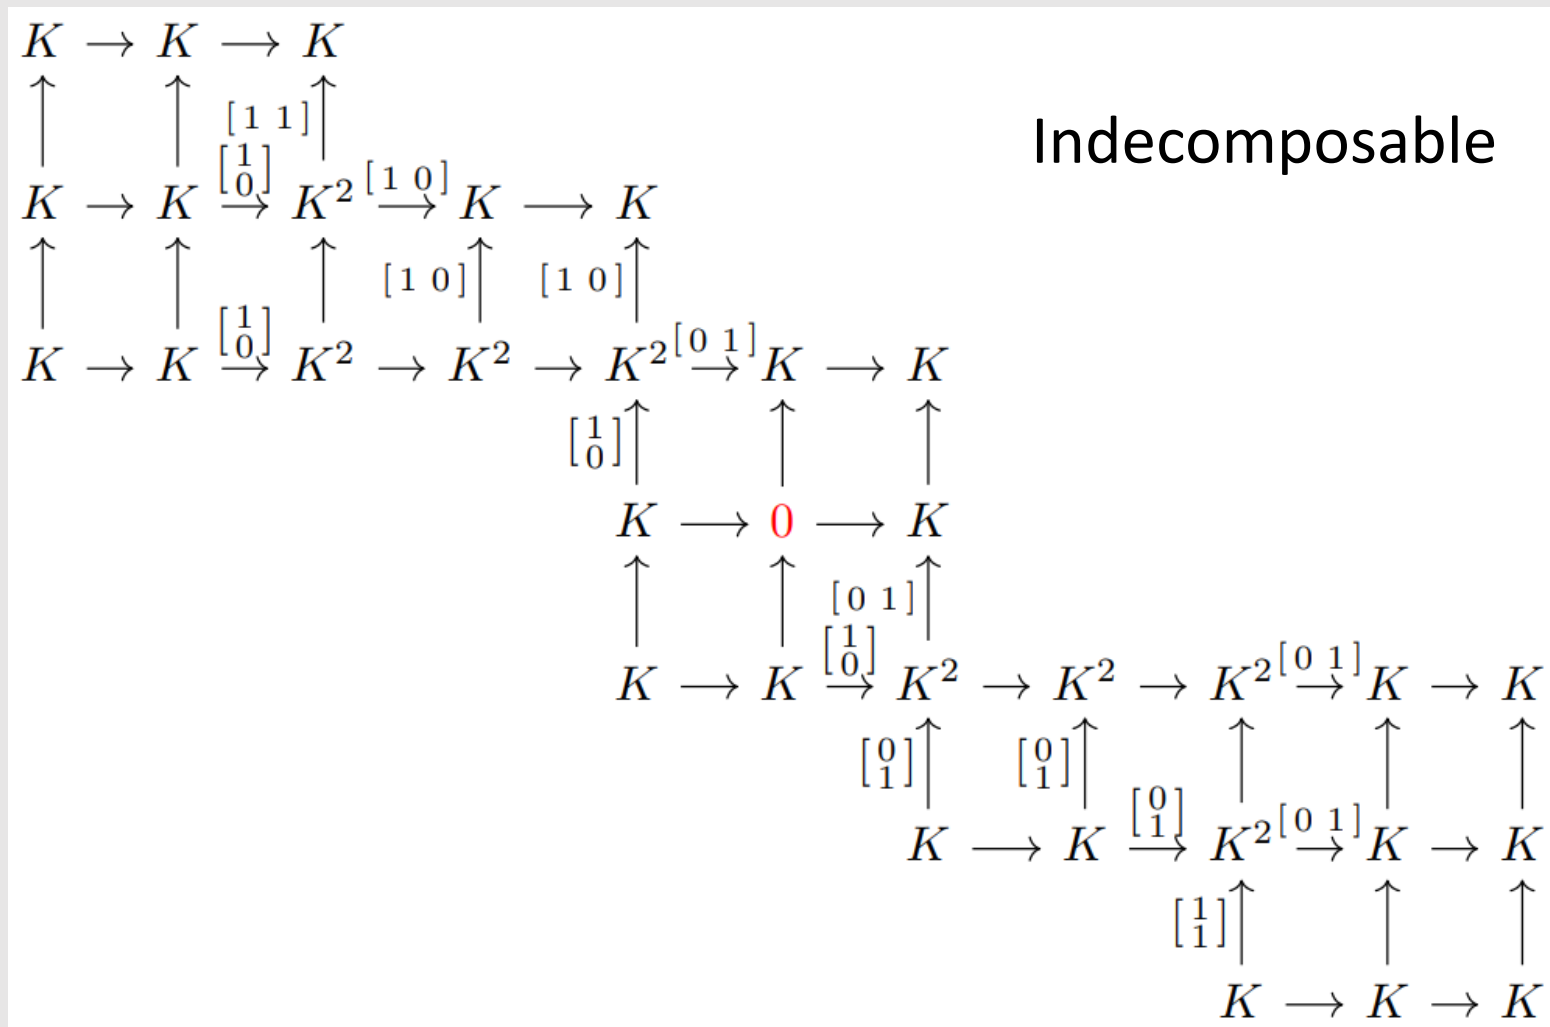 K → K ⟶ K
[1 1]
Indecomposable
[1 0] [1 0]
K → K → K² → K ⟶ K
[1 0] [1 0]
[1 0] [0 1]
K → K → K² → K² → K² → K ⟶ K
[1 0]
K ⟶ 0 ⟶ K
[0 1]
[1 0] [0 1]
K ⟶ K → K² → K² → K² → K → K
[0 1] [0 1]
[0 1] [0 1]
K ⟶ K ⟶ K² → K → K
[1 1]
K ⟶ K → K